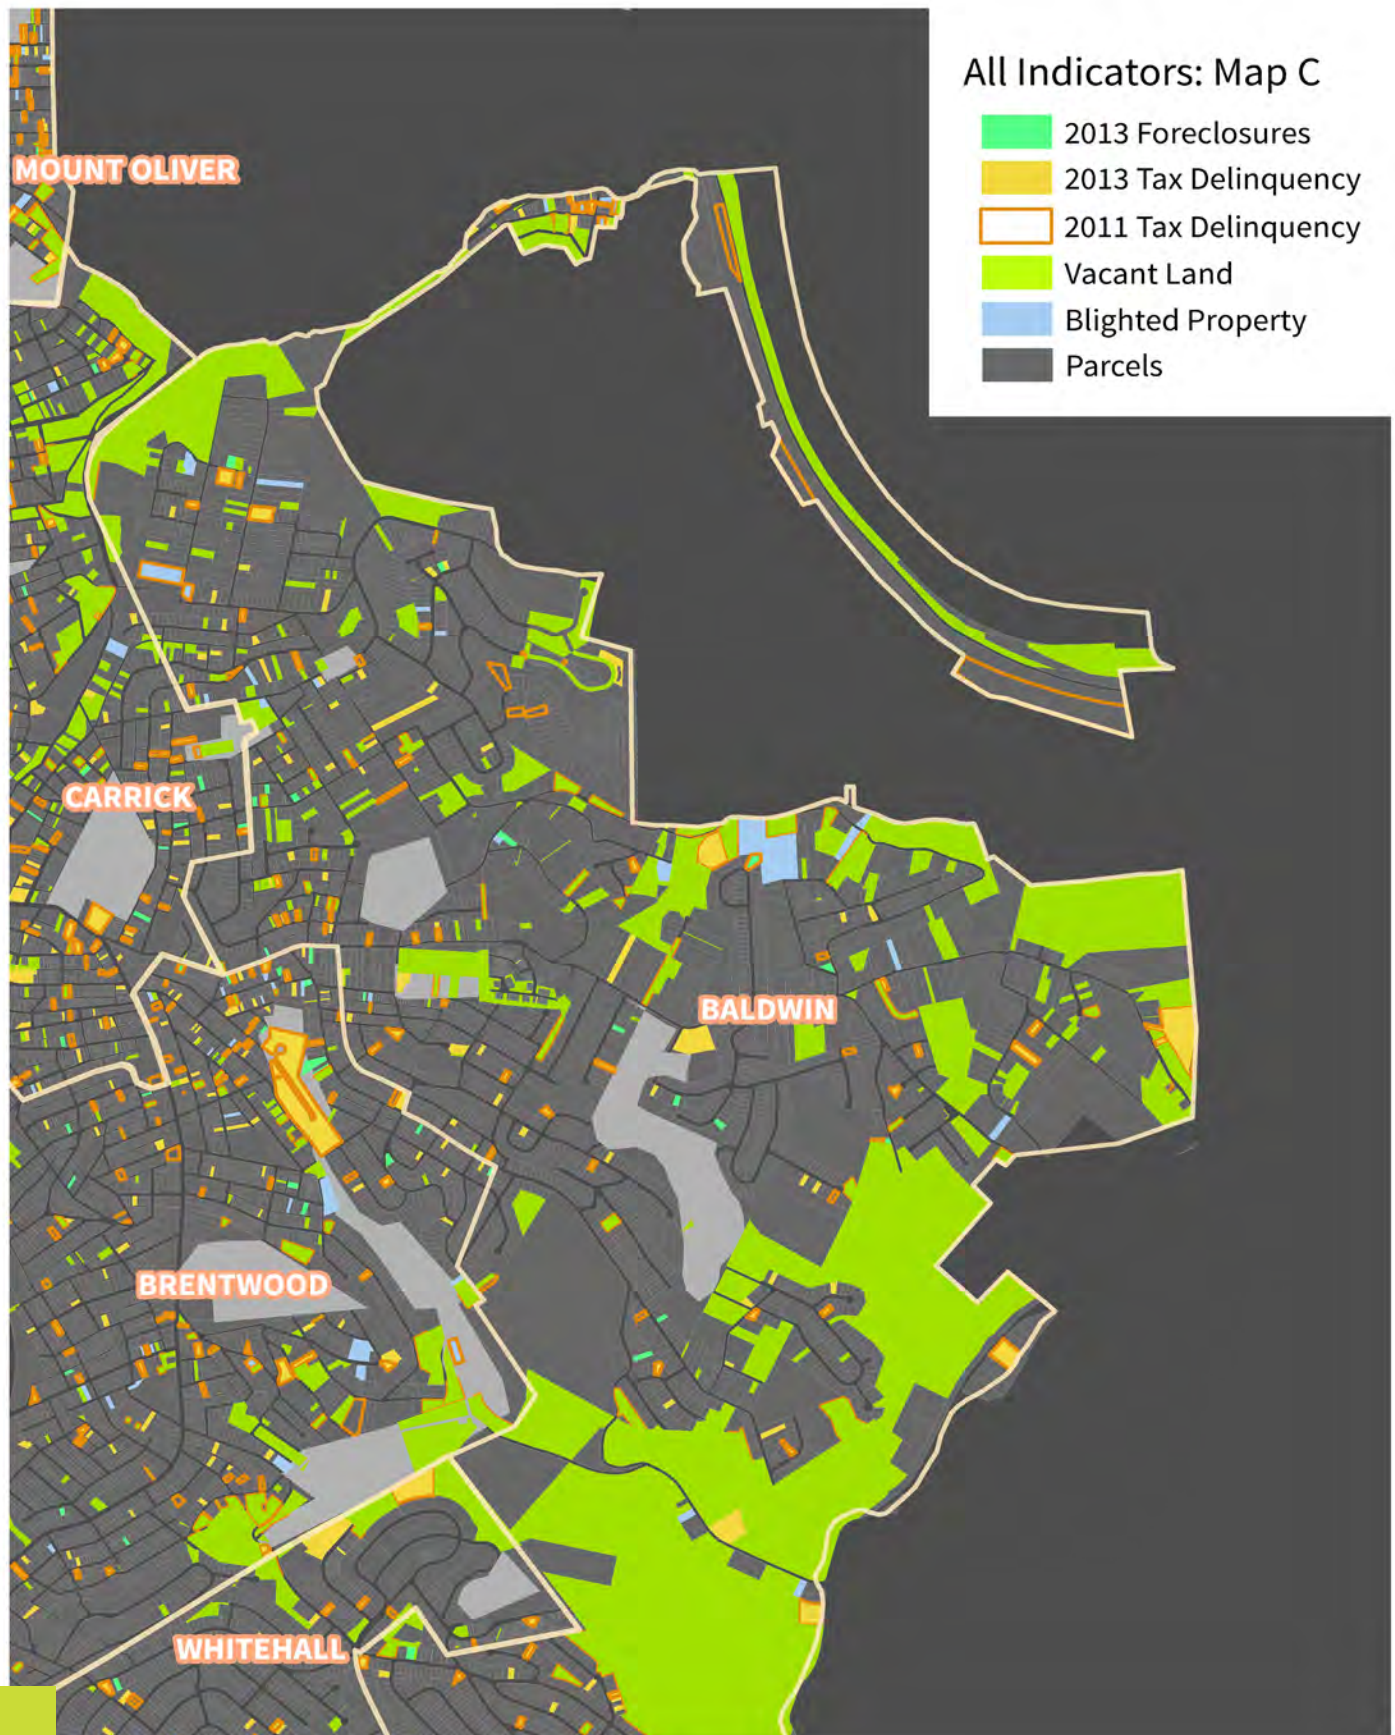 All Indicators: Map C
2013 Foreclosures
2013 Tax Delinquency
2011 Tax Delinquency
Vacant Land
Blighted Property
Parcels
MOUNT OLIVER
CARRICK
BALDWIN
BRENTWOOD
WHITEHALL